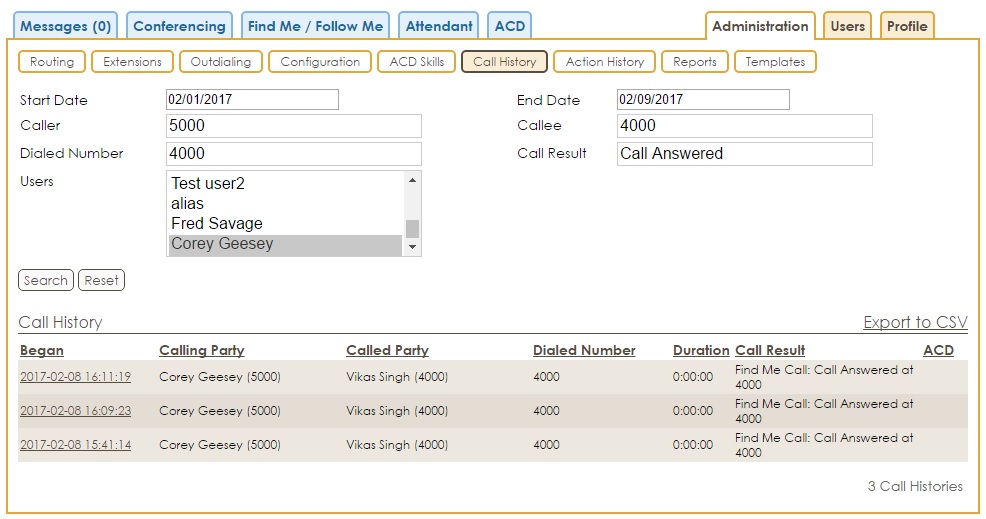 Messages (0) Conferencing Find Me / Follow Me Attendant ACD Administration Users Profile
Routing Extensions Outdialing Configuration ACD Skills Call History Action History Reports Templates
Start Date 02/01/2017 End Date 02/09/2017
Caller 5000 Callee 4000
Dialed Number 4000 Call Result Call Answered
Users Test user2
alias
Fred Savage
Corey Geesey
Search Reset
Call History Export to CSV
Began Calling Party Called Party Dialed Number Duration Call Result ACD
2017-02-08 16:11:19 Corey Geesey (5000) Vikas Singh (4000) 4000 0:00:00 Find Me Call: Call Answered at
4000
2017-02-08 16:09:23 Corey Geesey (5000) Vikas Singh (4000) 4000 0:00:00 Find Me Call: Call Answered at
4000
2017-02-08 15:41:14 Corey Geesey (5000) Vikas Singh (4000) 4000 0:00:00 Find Me Call: Call Answered at
4000
3 Call Histories